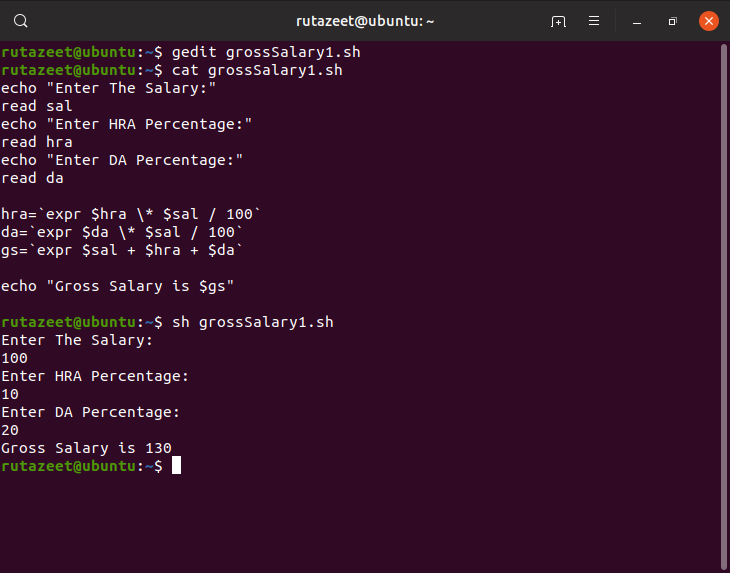 rutazeet@ubuntu: ~
rutazeet@ubuntu:~$ gedit grossSalary1.sh
rutazeet@ubuntu:~$ cat grossSalary1.sh
echo "Enter The Salary:"
read sal
echo "Enter HRA Percentage:"
read hra
echo "Enter DA Percentage:"
read da
hra=`expr $hra \* $sal / 100`
da=`expr $da \* $sal / 100`
gs=`expr $sal + $hra + $da`
echo "Gross Salary is $gs"
rutazeet@ubuntu:~$ sh grossSalary1.sh
Enter The Salary:
100
Enter HRA Percentage:
10
Enter DA Percentage:
20
Gross Salary is 130
rutazeet@ubuntu:~$